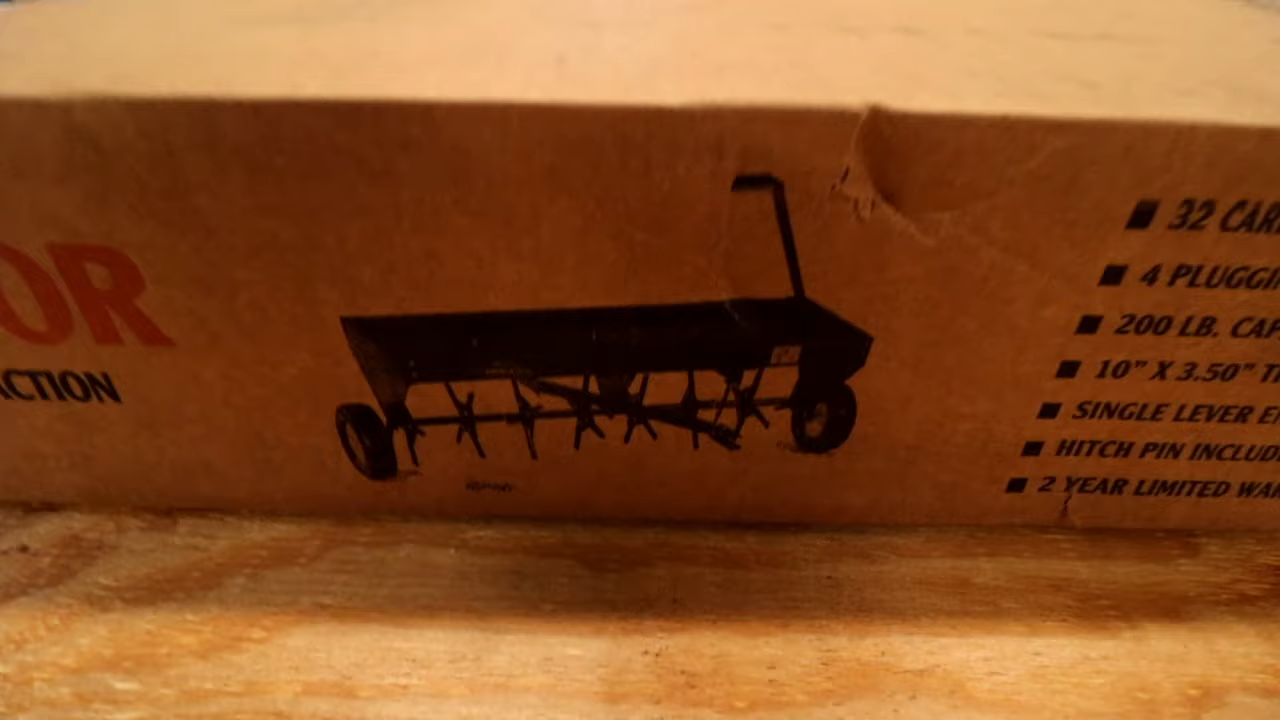 OR
ACTION
32 CAR
4 PLUGGI
200 LB. CAP
10" X 3.50" T
SINGLE LEVER E
HITCH PIN INCLUD
2 YEAR LIMITED WAR